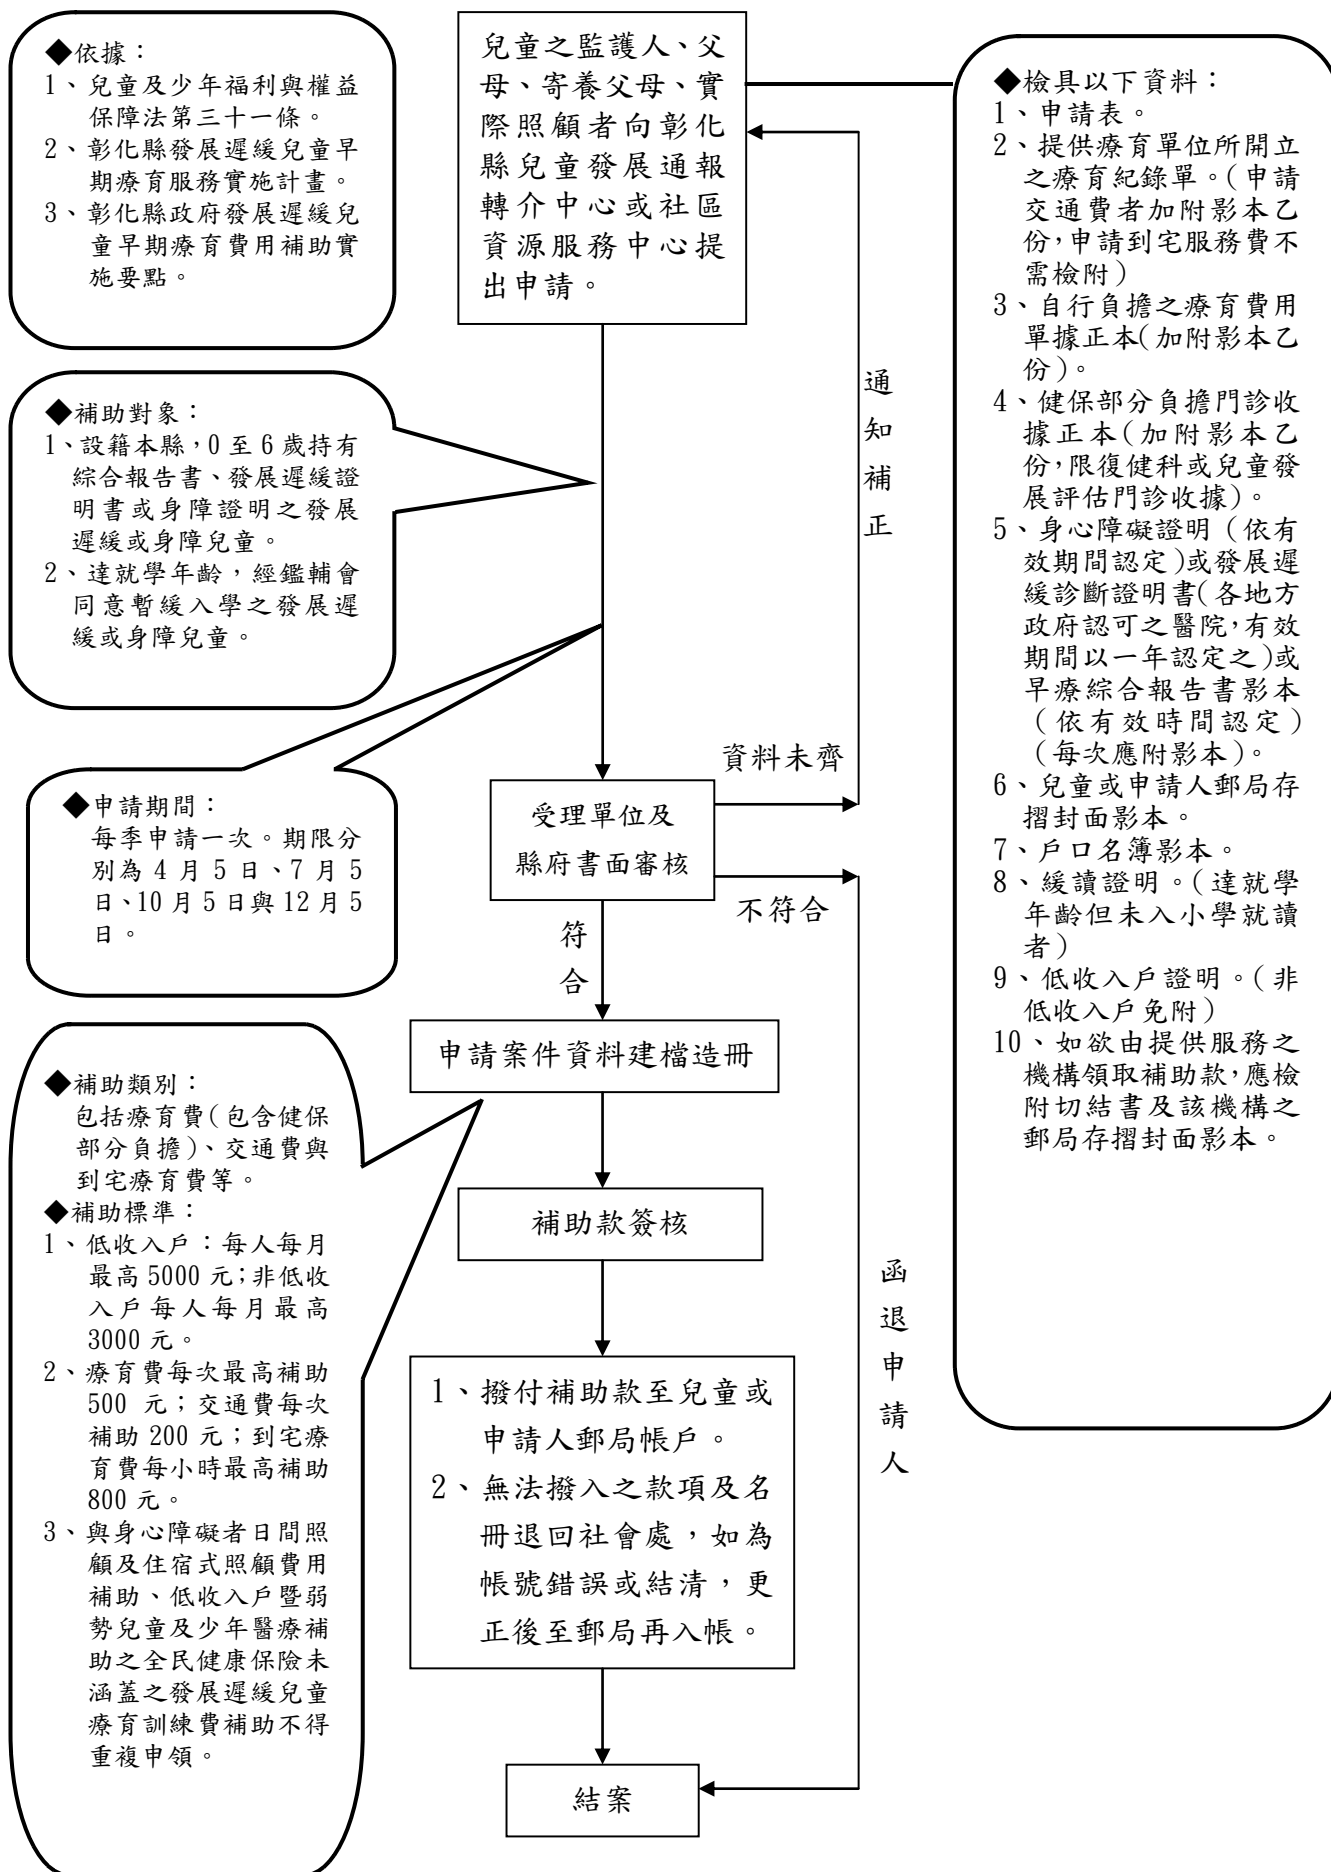 ◆依據：
1、兒童及少年福利與權益
保障法第三十一條。
2、彰化縣發展遲緩兒童早
期療育服務實施計畫。
3、彰化縣政府發展遲緩兒
童早期療育費用補助實
施要點。
兒童之監護人、父
母、寄養父母、實
際照顧者向彰化
縣兒童發展通報
轉介中心或社區
資源服務中心提
出申請。
◆檢具以下資料：
1、申請表。
2、提供療育單位所開立
之療育紀錄單。(申請
交通費者加附影本乙
份,申請到宅服務費不
需檢附)
3、自行負擔之療育費用
單據正本(加附影本乙
份)。
4、健保部分負擔門診收
據正本(加附影本乙
份,限復健科或兒童發
展評估門診收據)。
5、身心障礙證明(依有
效期間認定)或發展遲
緩診斷證明書(各地方
政府認可之醫院,有效
期間以一年認定之)或
早療綜合報告書影本
(依有效時間認定)
(每次應附影本)。
6、兒童或申請人郵局存
摺封面影本。
7、戶口名簿影本。
8、緩讀證明。(達就學
年齡但未入小學就讀
者)
9、低收入戶證明。(非
低收入戶免附)
10、如欲由提供服務之
機構領取補助款,應檢
附切結書及該機構之
郵局存摺封面影本。
◆補助對象：
1、設籍本縣，0 至 6 歲持有
綜合報告書、發展遲緩證
明書或身障證明之發展
遲緩或身障兒童。
2、達就學年齡，經鑑輔會
同意暫緩入學之發展遲
緩或身障兒童。
通
知
補
正
◆申請期間：
每季申請一次。期限分
別為 4 月 5 日、7 月 5
日、10 月 5 日與 12 月 5
日。
資料未齊
受理單位及
縣府書面審核
不符合
符
合
申請案件資料建檔造冊
◆補助類別：
包括療育費(包含健保
部分負擔)、交通費與
到宅療育費等。
◆補助標準：
1、低收入戶：每人每月
最高 5000 元；非低收
入戶每人每月最高
3000 元。
2、療育費每次最高補助
500 元；交通費每次
補助 200 元；到宅療
育費每小時最高補助
800 元。
3、與身心障礙者日間照
顧及住宿式照顧費用
補助、低收入戶暨弱
勢兒童及少年醫療補
助之全民健康保險未
涵蓋之發展遲緩兒童
療育訓練費補助不得
重複申領。
補助款簽核
函
退
申
請
人
1、撥付補助款至兒童或
申請人郵局帳戶。
2、無法撥入之款項及名
冊退回社會處，如為
帳號錯誤或結清，更
正後至郵局再入帳。
結案